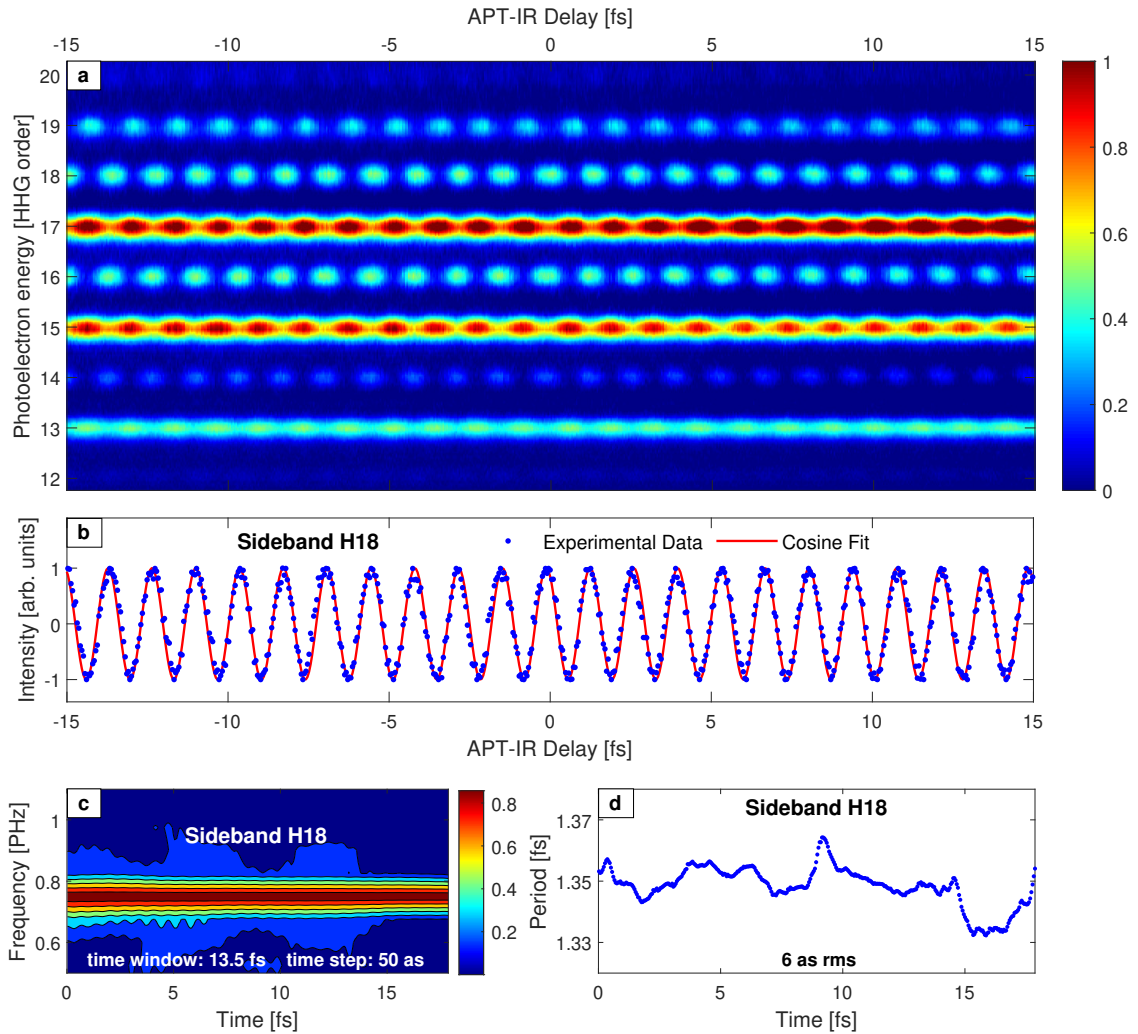 APT-IR Delay [fs]
-15 -10 -5 0 5 10 15
a
20
19
18
17
16
15
14
13
12
Photoelectron energy [HHG order]
1
0.8
0.6
0.4
0.2
0
b
Sideband H18 Experimental Data Cosine Fit
1
0
-1
Intensity [arb. units]
-15 -10 -5 0 5 10 15
APT-IR Delay [fs]
c
Sideband H18
1
0.8
0.6
Frequency [PHz]
time window: 13.5 fs time step: 50 as
0 5 10 15
Time [fs]
0.8
0.6
0.4
0.2
d
Sideband H18
1.37
1.35
1.33
Period [fs]
6 as rms
0 5 10 15
Time [fs]